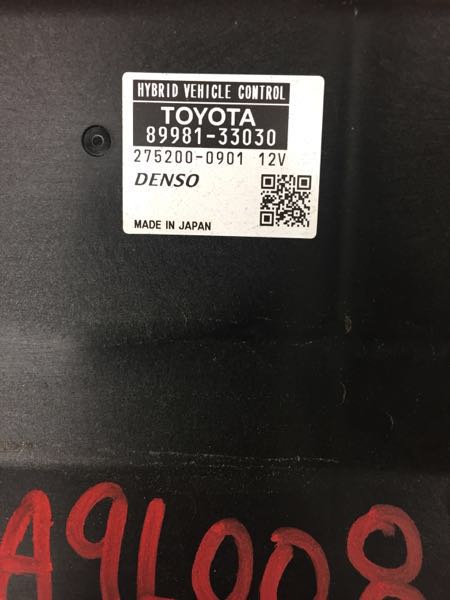 HYBRID VEHICLE CONTROL
TOYOTA
89981-33030
275200-0901 12V
DENSO
MADE IN JAPAN
A9L008